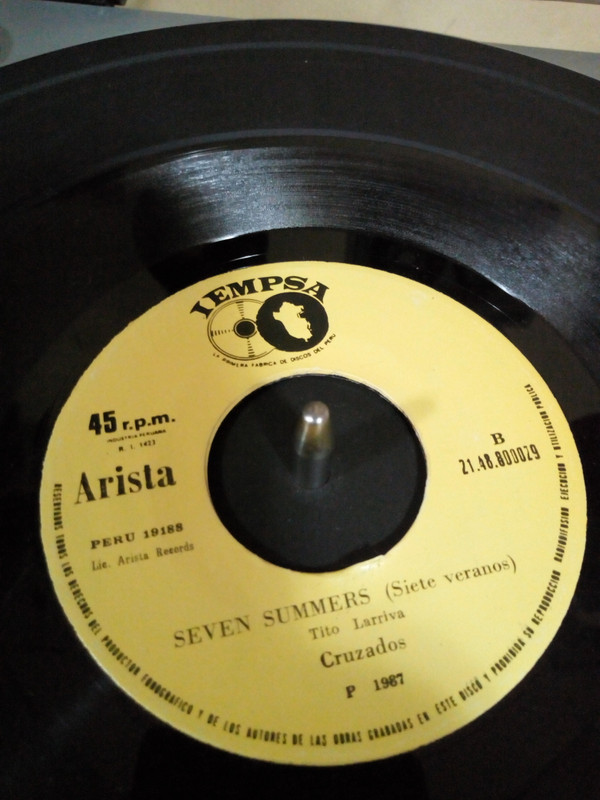 IEMPSA
LA PRIMERA FABRICA DE DISCOS DEL PERU
45 r.p.m.
INDUSTRIA PERUANA
R. I. 1423
Arista
B
21.48.800029
PERU 19188
Lic. Arista Records
SEVEN SUMMERS (Siete veranos)
Tito Larriva
Cruzados
P 1987
RESERVADOS TODOS LOS DERECHOS DEL PRODUCTOR FONOGRAFICO Y DE LOS AUTORES DE LAS OBRAS GRABADAS EN ESTE DISCO Y PROHIBIDO SU REPRODUCCION RADIODIFUSION EJECUCION Y UTILIZACION PUBLICA